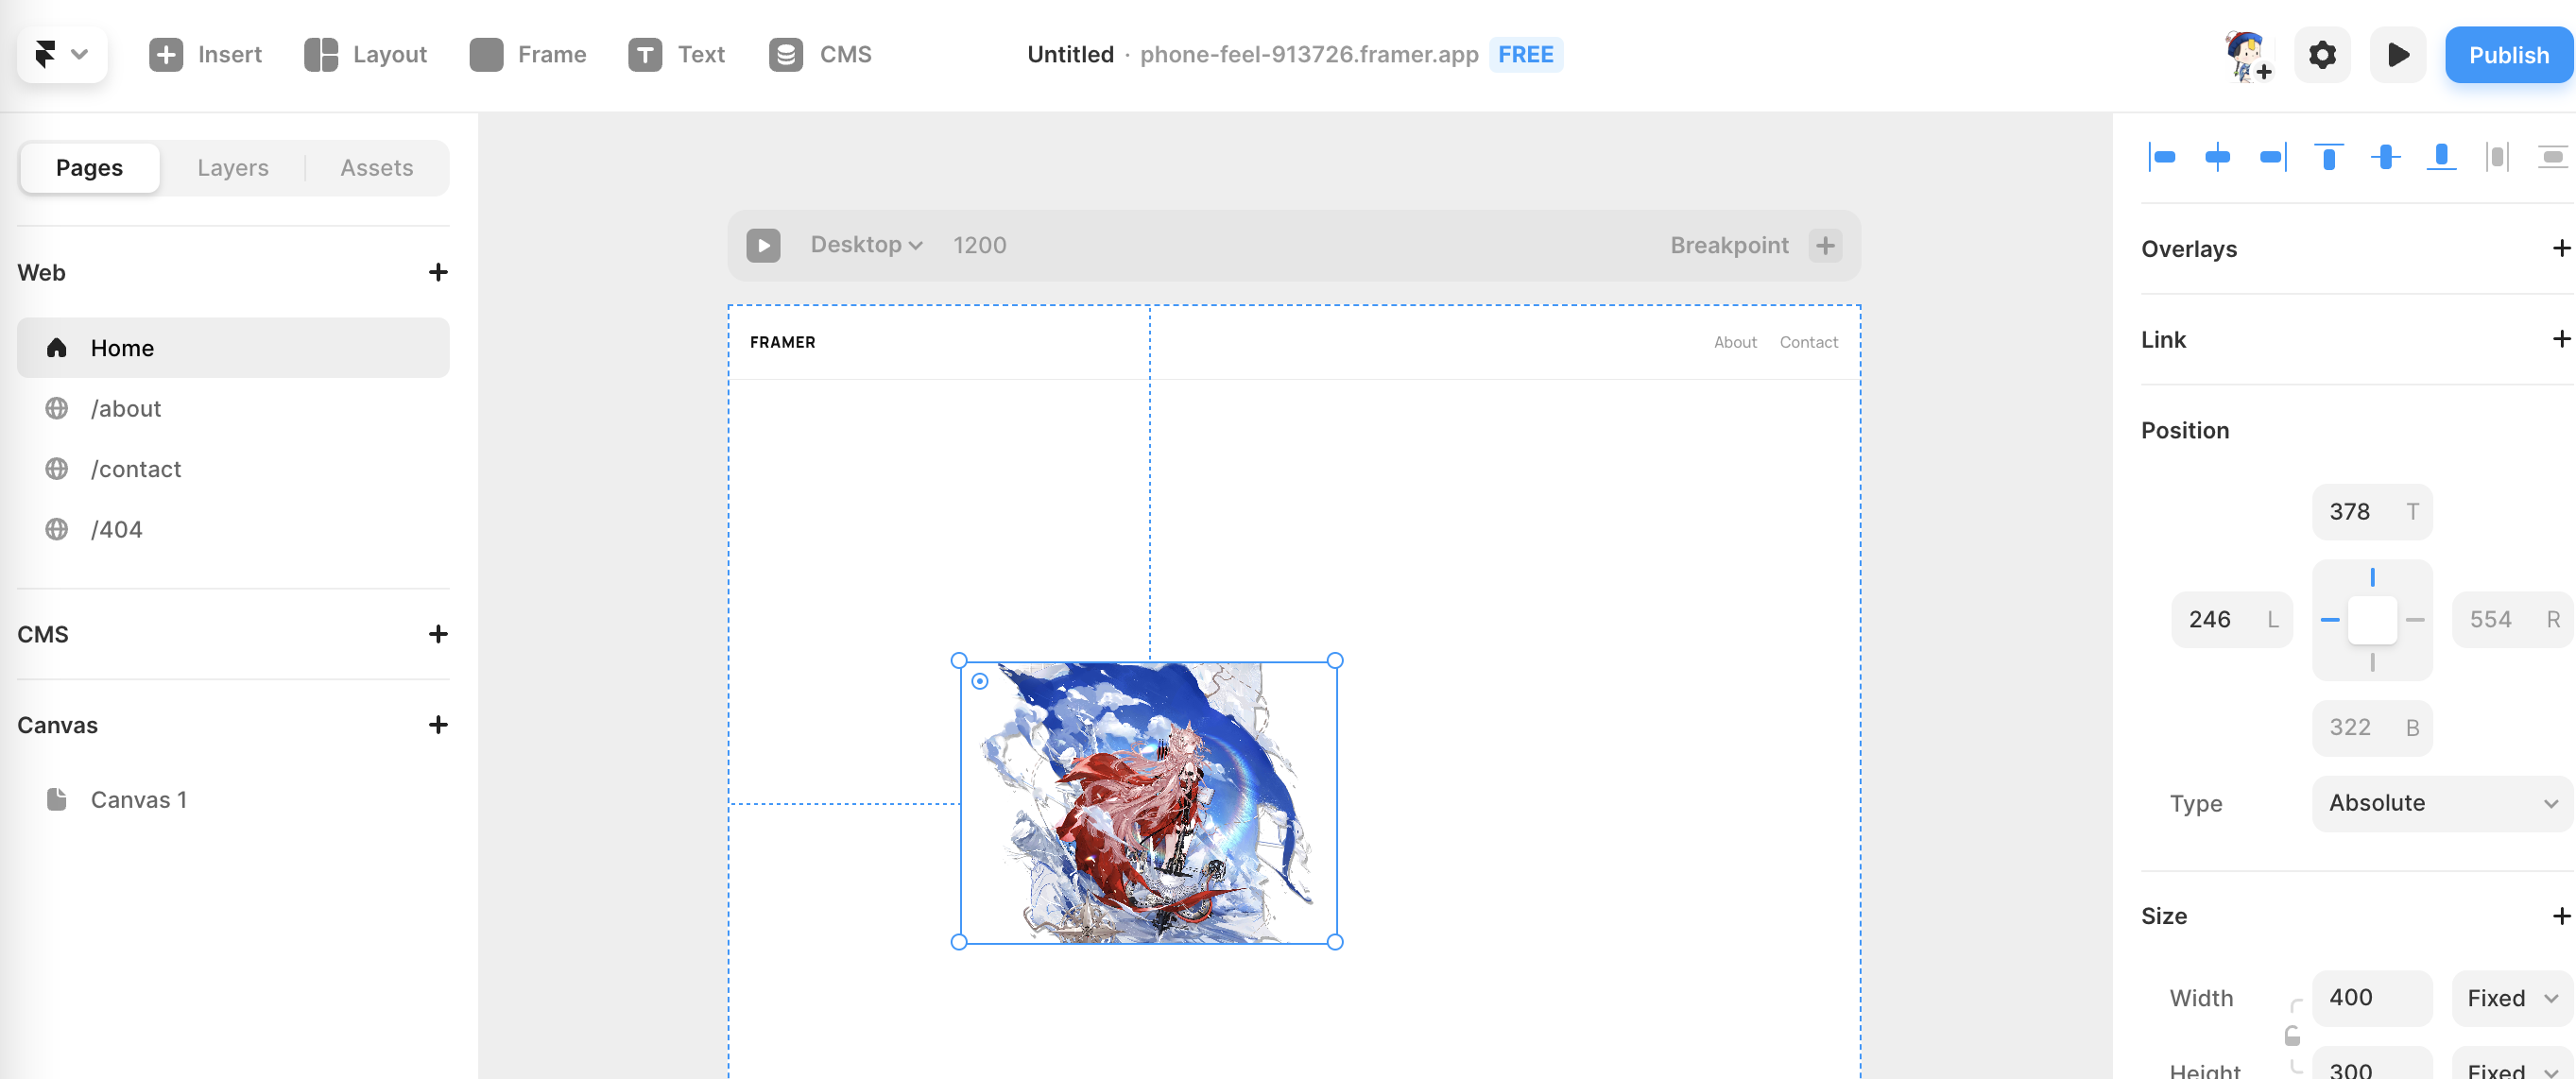 Insert Layout Frame Text CMS Untitled · phone-feel-913726.framer.app FREE Publish
Pages Layers Assets
Web
Home
/about
/contact
/404
CMS
Canvas
Canvas 1
Desktop 1200 Breakpoint
FRAMER About Contact
Overlays
Link
Position
378 T
246 L 554 R
322 B
Type Absolute
Size
Width 400 Fixed
Height 300 Fixed